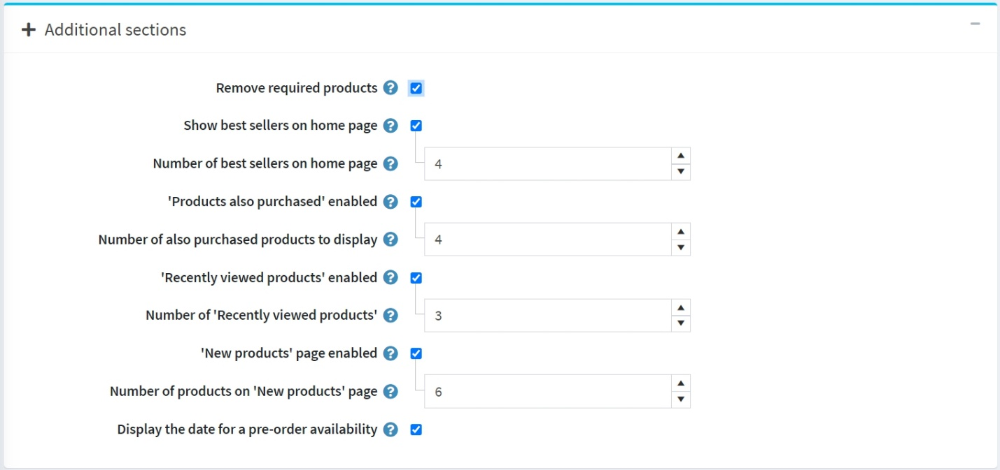 Additional sections
Remove required products
Show best sellers on home page
Number of best sellers on home page 4
'Products also purchased' enabled
Number of also purchased products to display 4
'Recently viewed products' enabled
Number of 'Recently viewed products' 3
'New products' page enabled
Number of products on 'New products' page 6
Display the date for a pre-order availability